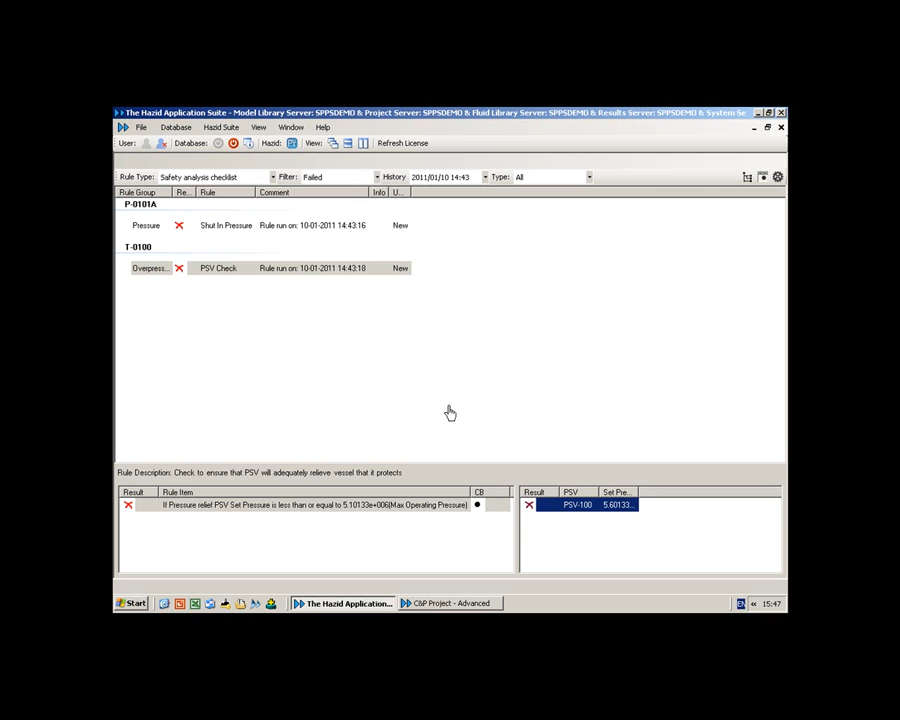 The Hazid Application Suite - Model Library Server: SPPSDEMO & Project Server: SPPSDEMO & Fluid Library Server: SPPSDEMO & Results Server: SPPSDEMO & System Se
File Database Hazid Suite View Window Help
User: Database: Hazid: View: Refresh License
Rule Type: Safety analysis checklist Filter: Failed History 2011/01/10 14:43 Type: All
Rule Group Re... Rule Comment Info U...
P-0101A
Pressure Shut In Pressure Rule run on: 10-01-2011 14:43:16 New
T-0100
Overpress... PSV Check Rule run on: 10-01-2011 14:43:18 New
Rule Description: Check to ensure that PSV will adequately relieve vessel that it protects
Result Rule Item CB Result PSV Set Pre...
If Pressure relief PSV Set Pressure is less than or equal to 5.10133e+006(Max Operating Pressure) PSV-100 5.60133...
Start The Hazid Application... C&P Project - Advanced EN « 15:47